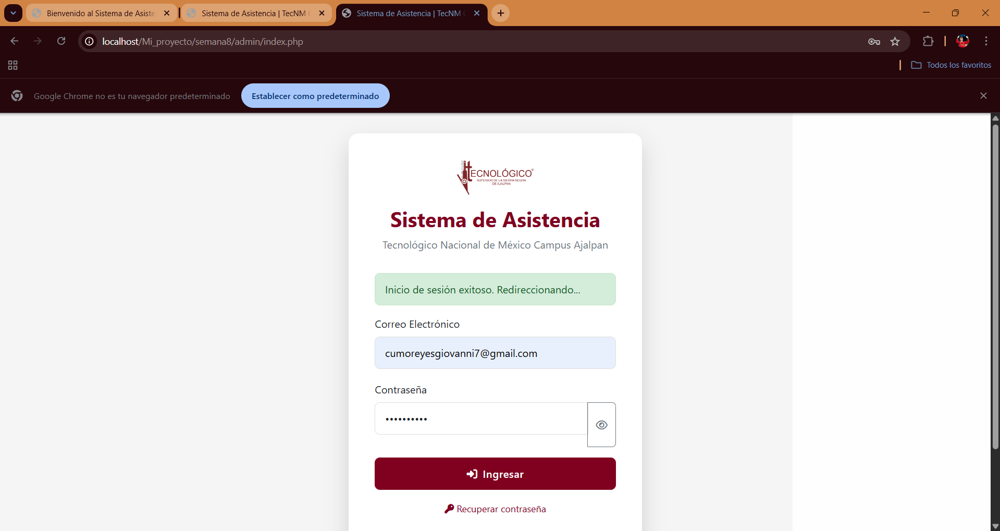 Bienvenido al Sistema de Asiste
Sistema de Asistencia | TecNM C
Sistema de Asistencia | TecNM C
localhost/Mi_proyecto/semana8/admin/index.php
Todos los favoritos
Google Chrome no es tu navegador predeterminado
Establecer como predeterminado
TECNOLÓGICO®
SUPERIOR DE LA SIERRA NEGRA
DE AJALPAN
Sistema de Asistencia
Tecnológico Nacional de México Campus Ajalpan
Inicio de sesión exitoso. Redireccionando...
Correo Electrónico
cumoreyesgiovanni7@gmail.com
Contraseña
••••••••••
Ingresar
Recuperar contraseña